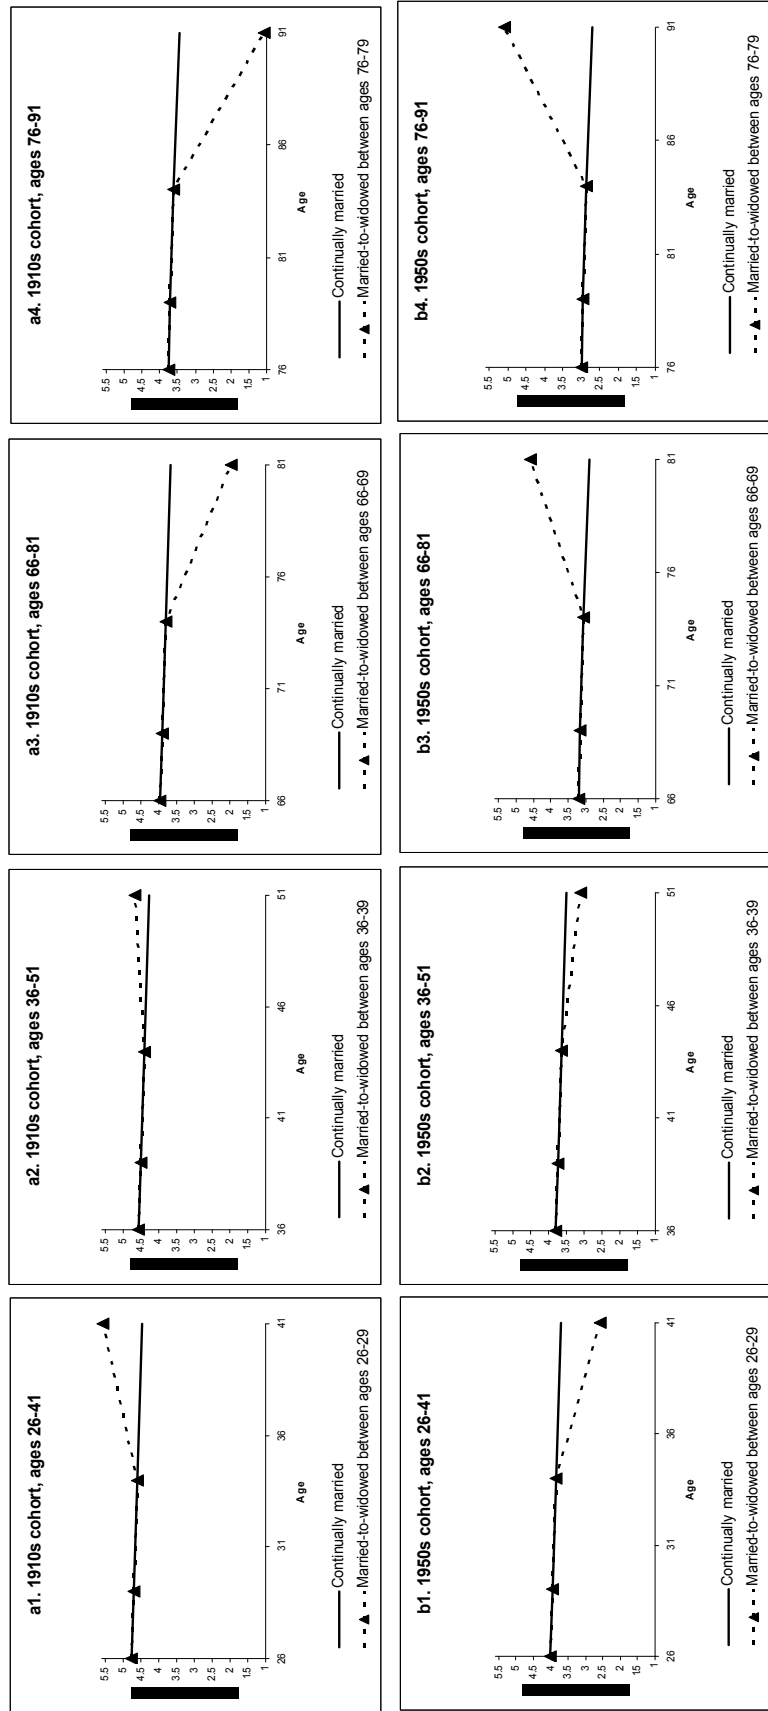 a1. 1910s cohort, ages 26-41
5.5
5
4.5
4
3.5
3
2.5
2
1.5
1
26 31 36 41
Age
Continually married
Married-to-widowed between ages 26-29
a2. 1910s cohort, ages 36-51
5.5
5
4.5
4
3.5
3
2.5
2
1.5
1
36 41 46 51
Age
Continually married
Married-to-widowed between ages 36-39
a3. 1910s cohort, ages 66-81
5.5
5
4.5
4
3.5
3
2.5
2
1.5
1
66 71 76 81
Age
Continually married
Married-to-widowed between ages 66-69
a4. 1910s cohort, ages 76-91
5.5
5
4.5
4
3.5
3
2.5
2
1.5
1
76 81 86 91
Age
Continually married
Married-to-widowed between ages 76-79
b1. 1950s cohort, ages 26-41
5.5
5
4.5
4
3.5
3
2.5
2
1.5
1
26 31 36 41
Age
Continually married
Married-to-widowed between ages 26-29
b2. 1950s cohort, ages 36-51
5.5
5
4.5
4
3.5
3
2.5
2
1.5
1
36 41 46 51
Age
Continually married
Married-to-widowed between ages 36-39
b3. 1950s cohort, ages 66-81
5.5
5
4.5
4
3.5
3
2.5
2
1.5
1
66 71 76 81
Age
Continually married
Married-to-widowed between ages 66-69
b4. 1950s cohort, ages 76-91
5.5
5
4.5
4
3.5
3
2.5
2
1.5
1
76 81 86 91
Age
Continually married
Married-to-widowed between ages 76-79